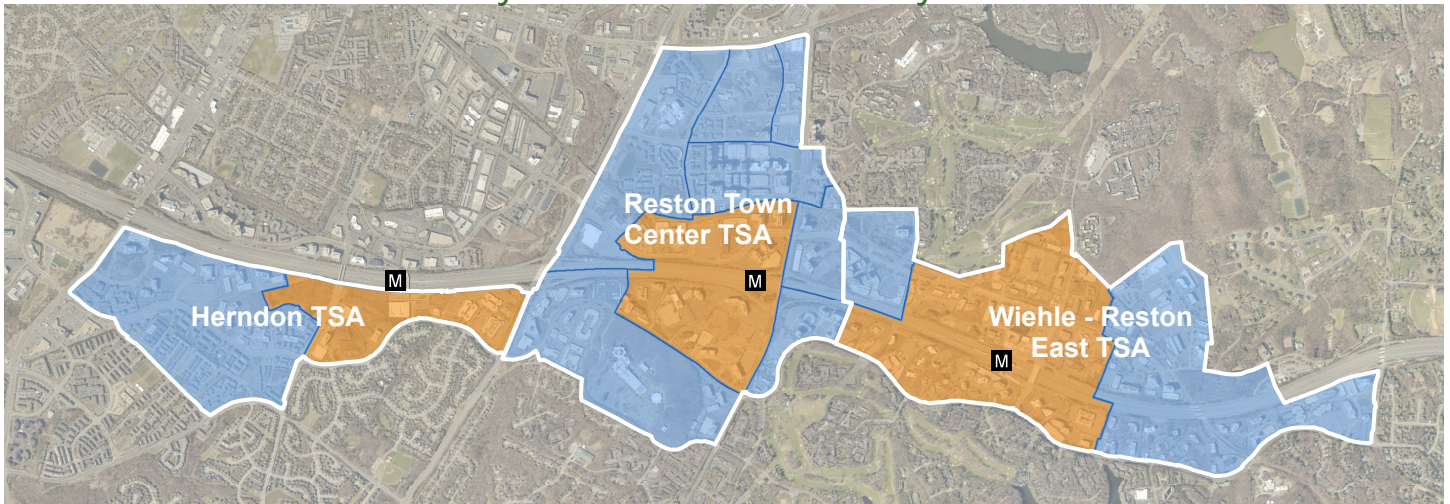 Reston Town
Center TSA
M
M
Herndon TSA
Wiehle - Reston
East TSA
M